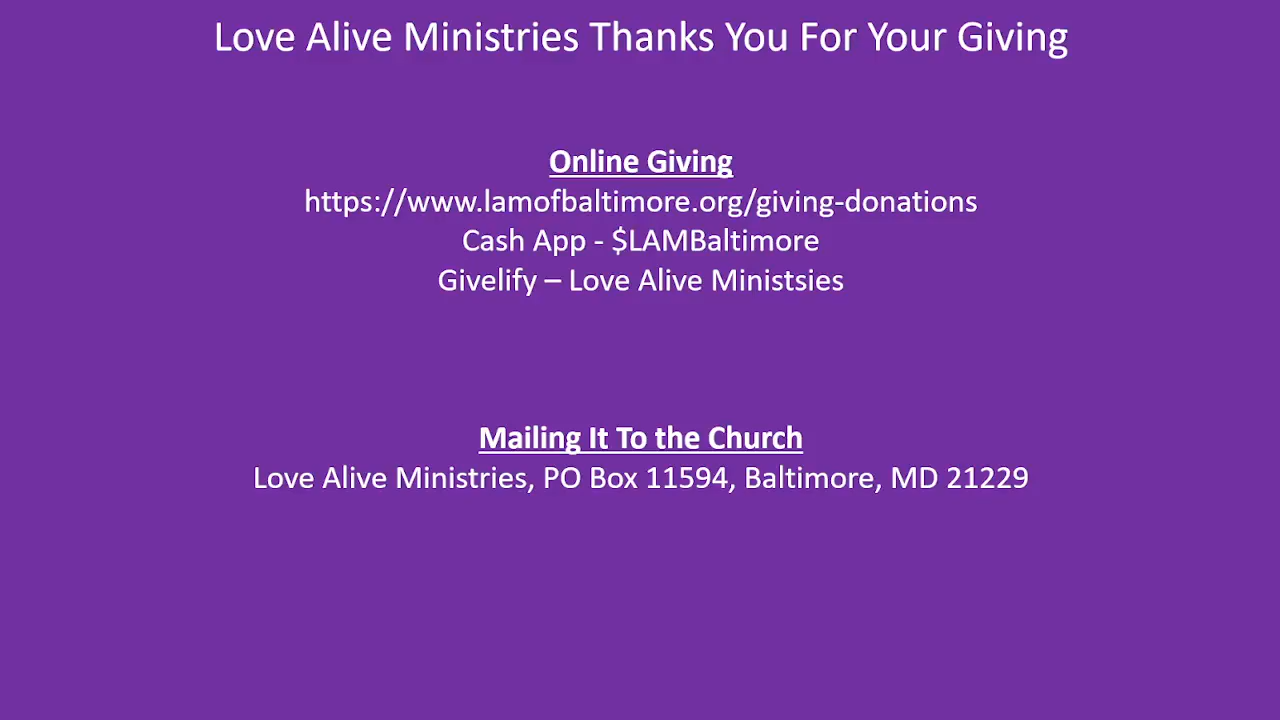 Love Alive Ministries Thanks You For Your Giving
Online Giving
https://www.lamofbaltimore.org/giving-donations
Cash App - $LAMBaltimore
Givelify – Love Alive Ministsies
Mailing It To the Church
Love Alive Ministries, PO Box 11594, Baltimore, MD 21229